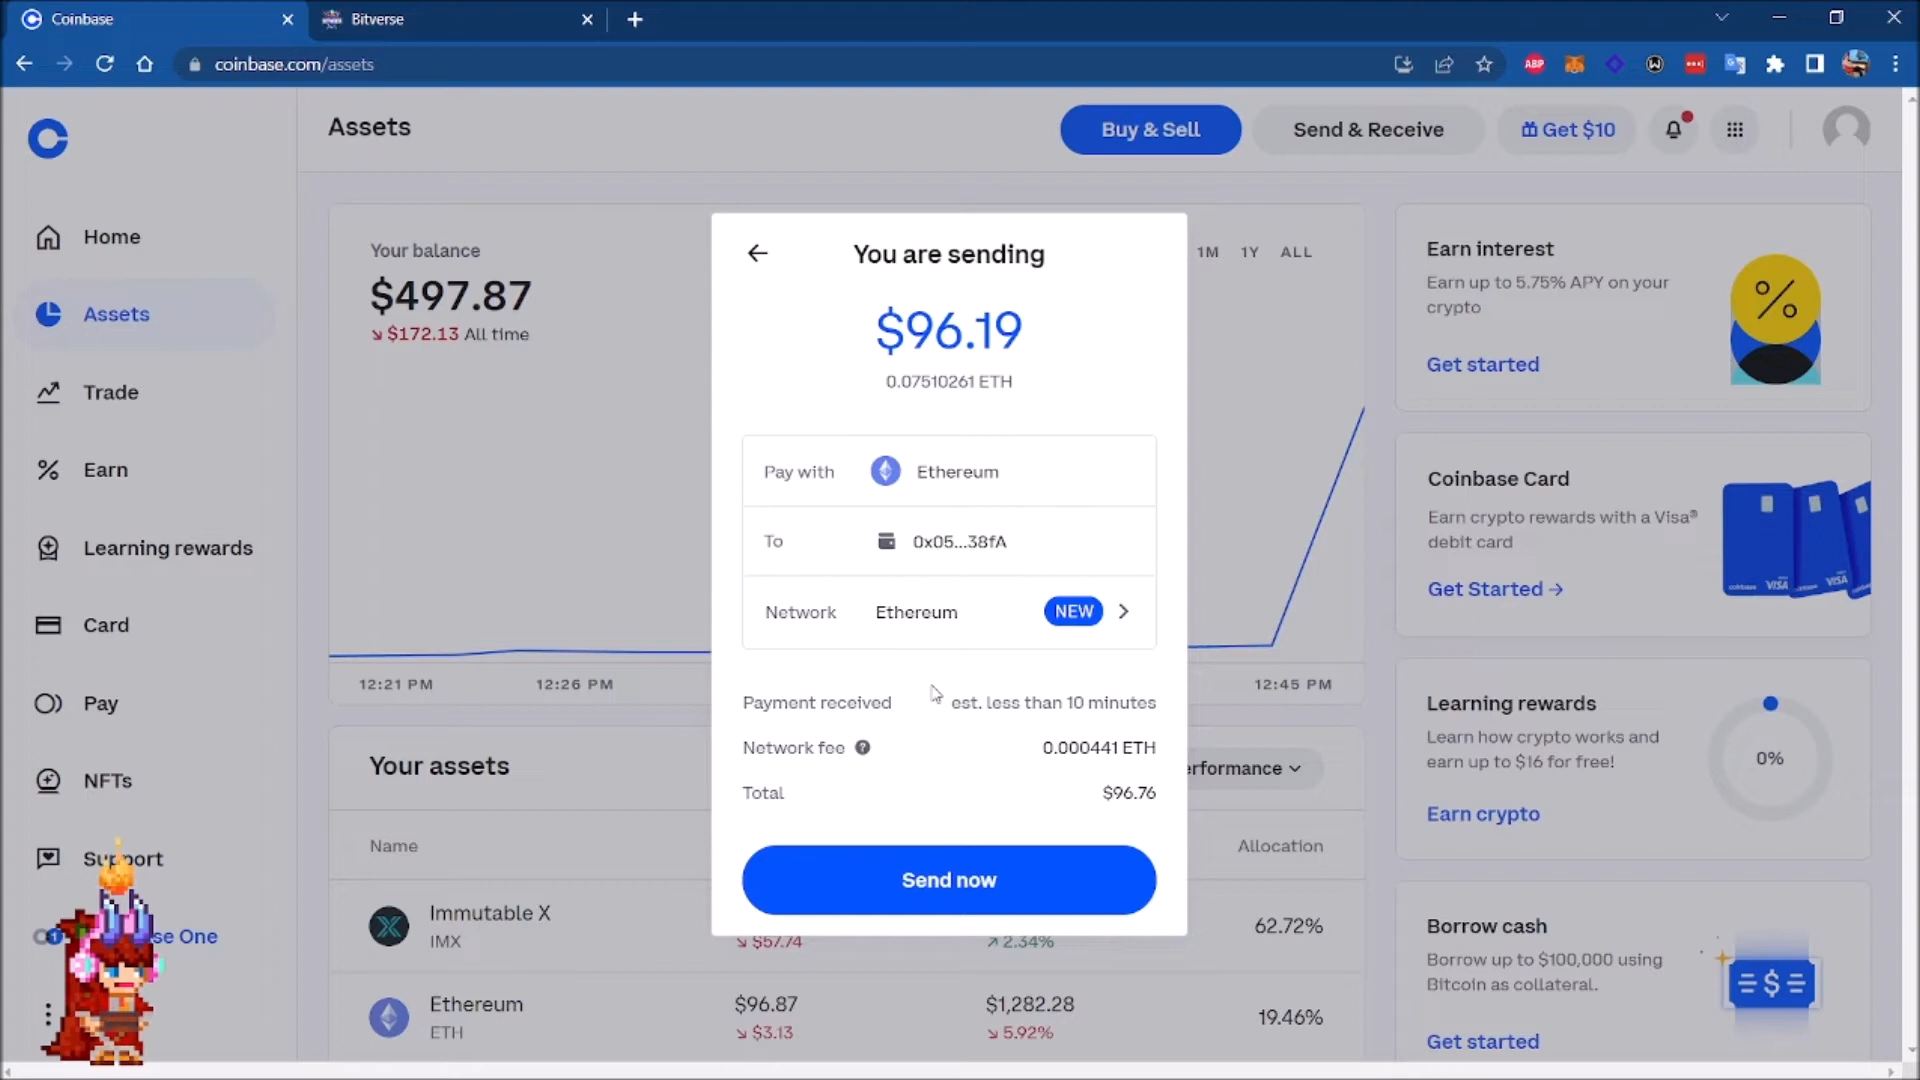 Coinbase
Bitverse
coinbase.com/assets
ABP
Assets
Buy & Sell
Send & Receive
Get $10
Home
Assets
Trade
Earn
Learning rewards
Card
Pay
NFTs
Support
se One
Your balance
$497.87
↘ $172.13 All time
1M 1Y ALL
12:21 PM
12:26 PM
12:45 PM
You are sending
$96.19
0.07510261 ETH
Pay with Ethereum
To 0x05...38fA
Network Ethereum NEW
Payment received est. less than 10 minutes
Network fee 0.000441 ETH
Total $96.76
Send now
Your assets
erformance
Name
Allocation
Immutable X
IMX
↘ $57.74
↗ 2.34%
62.72%
Ethereum
ETH
$96.87
↘ $3.13
$1,282.28
↘ 5.92%
19.46%
Earn interest
Earn up to 5.75% APY on your
crypto
Get started
Coinbase Card
Earn crypto rewards with a Visa®
debit card
Get Started →
coinbase VISA
VISA
Learning rewards
Learn how crypto works and
earn up to $16 for free!
Earn crypto
0%
Borrow cash
Borrow up to $100,000 using
Bitcoin as collateral.
Get started